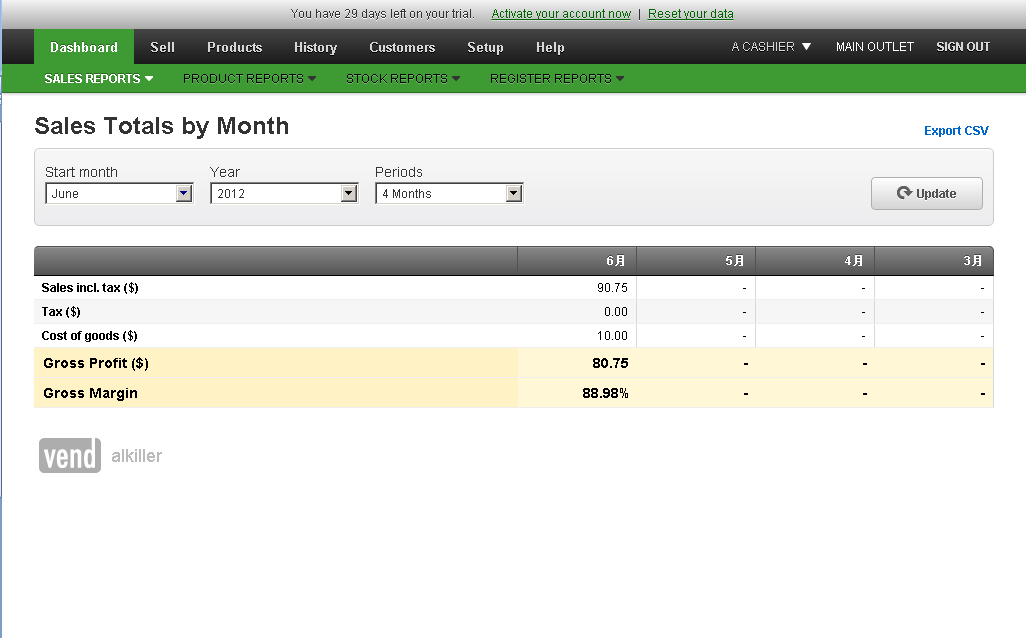 You have 29 days left on your trial. Activate your account now | Reset your data
Dashboard Sell Products History Customers Setup Help A CASHIER MAIN OUTLET SIGN OUT
SALES REPORTS PRODUCT REPORTS STOCK REPORTS REGISTER REPORTS
Sales Totals by Month
Export CSV
Start month Year Periods
June 2012 4 Months
Update
6月 5月 4月 3月
Sales incl. tax ($) 90.75 - - -
Tax ($) 0.00 - - -
Cost of goods ($) 10.00 - - -
Gross Profit ($) 80.75 - - -
Gross Margin 88.98% - - -
vend alkiller